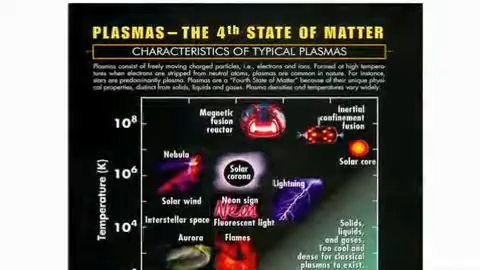 PLASMAS – THE 4th STATE OF MATTER
CHARACTERISTICS OF TYPICAL PLASMAS
Plasmas consist of freely moving charged particles, i.e., electrons and ions. Formed at high tempera-
tures when electrons are stripped from neutral atoms, plasmas are common in nature. For instance,
stars are predominantly plasma. Plasmas are a "Fourth State of Matter" because of their unique physi-
cal properties, distinct from solids, liquids and gases. Plasma densities and temperatures vary widely.
Temperature (K)
10⁸
10⁶
10⁴
Magnetic
fusion
reactor
Inertial
confinement
fusion
Solar core
Nebula
Solar
corona
Lightning
Solar wind
Neon sign
Neon
Interstellar space
Fluorescent light
Aurora
Flames
Solids,
liquids,
and gases.
Too cool and
dense for classical
plasmas to exist.